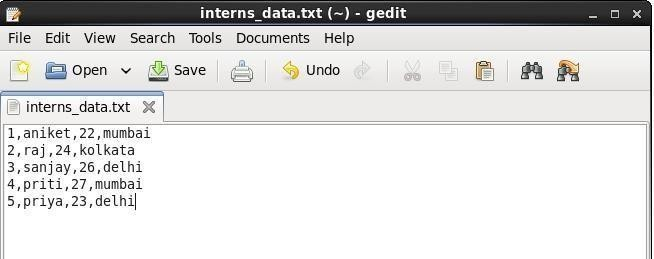 interns_data.txt (~) - gedit
File Edit View Search Tools Documents Help
Open Save Undo
interns_data.txt
1,aniket,22,mumbai
2,raj,24,kolkata
3,sanjay,26,delhi
4,priti,27,mumbai
5,priya,23,delhi